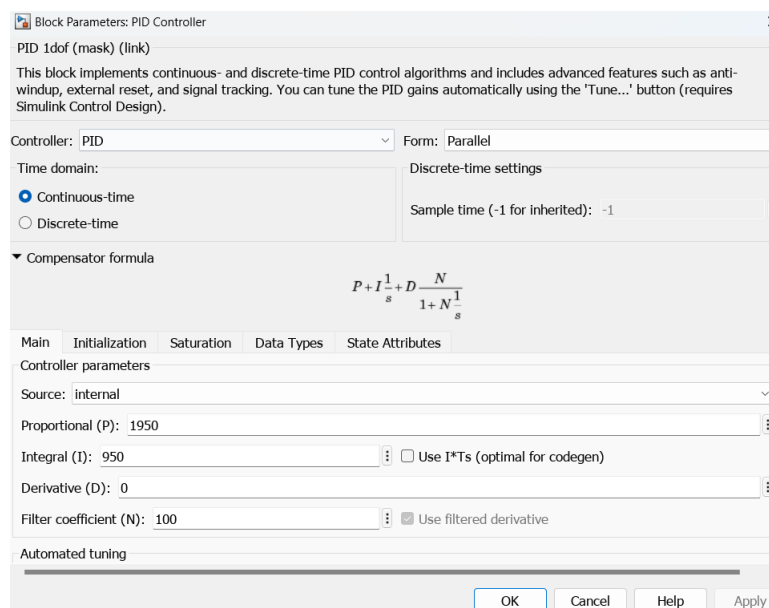 Block Parameters: PID Controller
PID 1dof (mask) (link)
This block implements continuous- and discrete-time PID control algorithms and includes advanced features such as anti-
windup, external reset, and signal tracking. You can tune the PID gains automatically using the 'Tune...' button (requires
Simulink Control Design).
Controller: PID Form: Parallel
Time domain: Discrete-time settings
Continuous-time
Sample time (-1 for inherited): -1
Discrete-time
Compensator formula
P+I\frac{1}{s}+D\frac{N}{1+N\frac{1}{s}}
Main Initialization Saturation Data Types State Attributes
Controller parameters
Source: internal
Proportional (P): 1950
Integral (I): 950 Use I*Ts (optimal for codegen)
Derivative (D): 0
Filter coefficient (N): 100 Use filtered derivative
Automated tuning
OK Cancel Help Apply